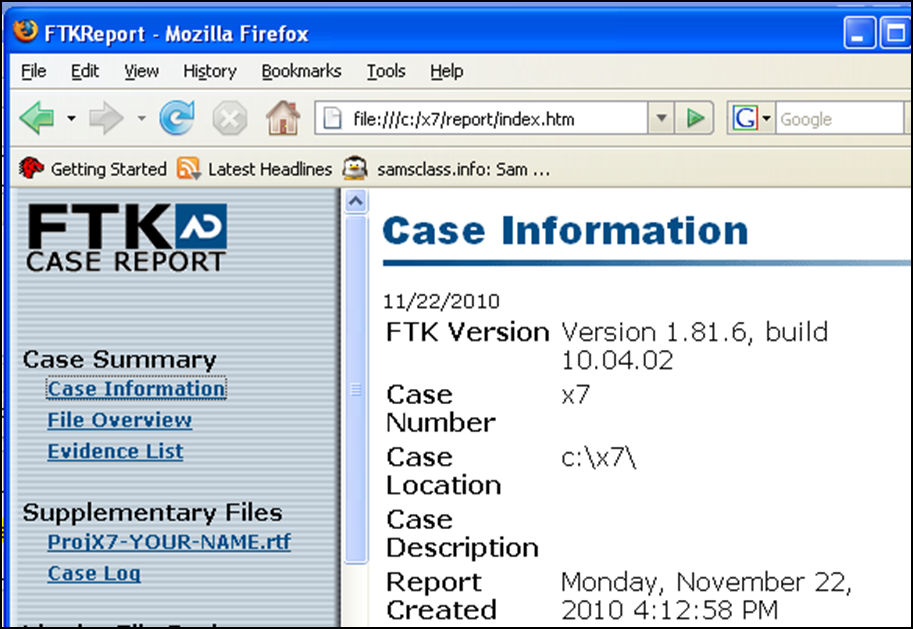 FTKReport - Mozilla Firefox
File Edit View History Bookmarks Tools Help
file:///c:/x7/report/index.htm
G Google
Getting Started Latest Headlines samsclass.info: Sam ...
FTK AD
CASE REPORT
Case Summary
Case Information
File Overview
Evidence List
Supplementary Files
ProjX7-YOUR-NAME.rtf
Case Log
Case Information
11/22/2010
FTK Version Version 1.81.6, build
10.04.02
Case x7
Number
Case c:\x7\
Location
Case
Description
Report Monday, November 22,
Created 2010 4:12:58 PM